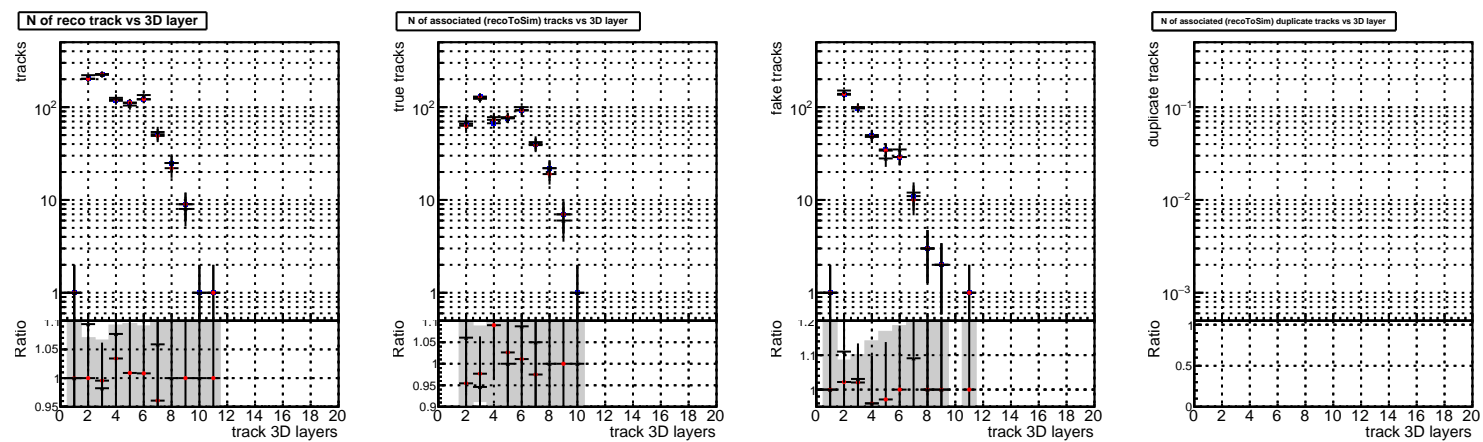 N of reco track vs 3D layer
tracks
10²
10
1
Ratio
1.1
1.05
1
0.95
0 2 4 6 8 10 12 14 16 18 20
track 3D layers
N of associated (recoToSim) tracks vs 3D layer
true tracks
10²
10
1
Ratio
1.1
1.05
1
0.95
0.9
0 2 4 6 8 10 12 14 16 18 20
track 3D layers
fake tracks
10²
10
1
Ratio
1.2
1.1
1
0 2 4 6 8 10 12 14 16 18 20
track 3D layers
N of associated (recoToSim) duplicate tracks vs 3D layer
duplicate tracks
10⁻¹
10⁻²
10⁻³
Ratio
1
0.5
0
0 2 4 6 8 10 12 14 16 18 20
track 3D layers